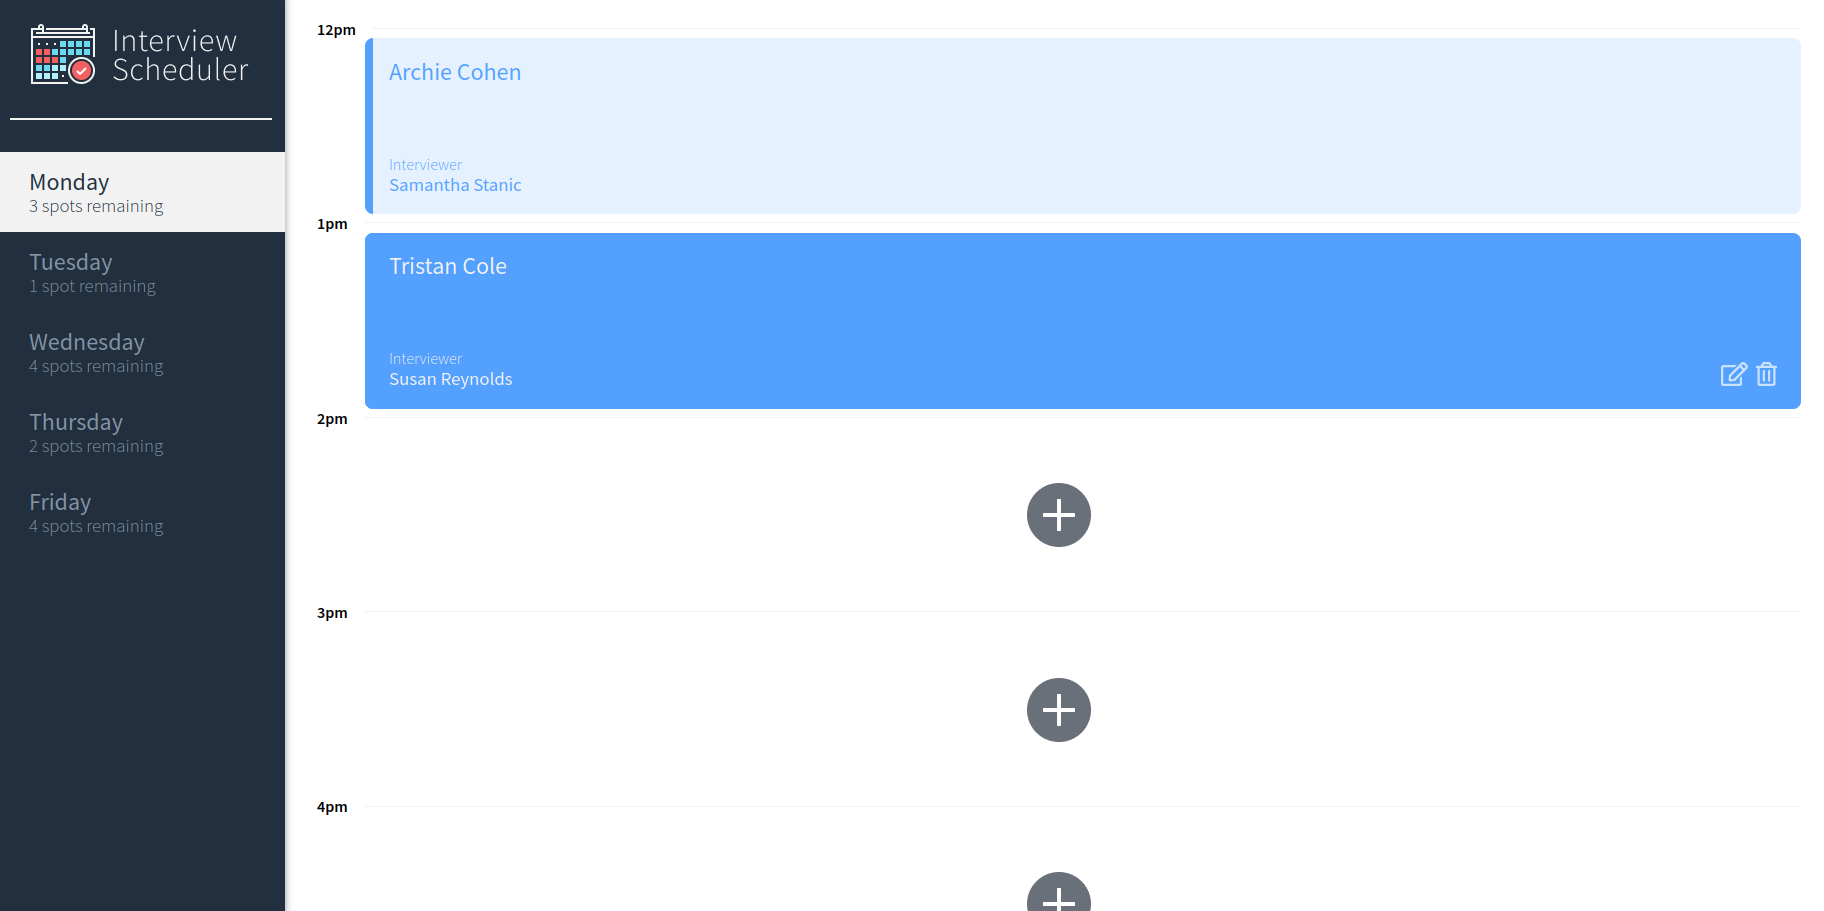 Interview
Scheduler
Monday
3 spots remaining
Tuesday
1 spot remaining
Wednesday
4 spots remaining
Thursday
2 spots remaining
Friday
4 spots remaining
12pm
Archie Cohen
Interviewer
Samantha Stanic
1pm
Tristan Cole
Interviewer
Susan Reynolds
2pm
3pm
4pm